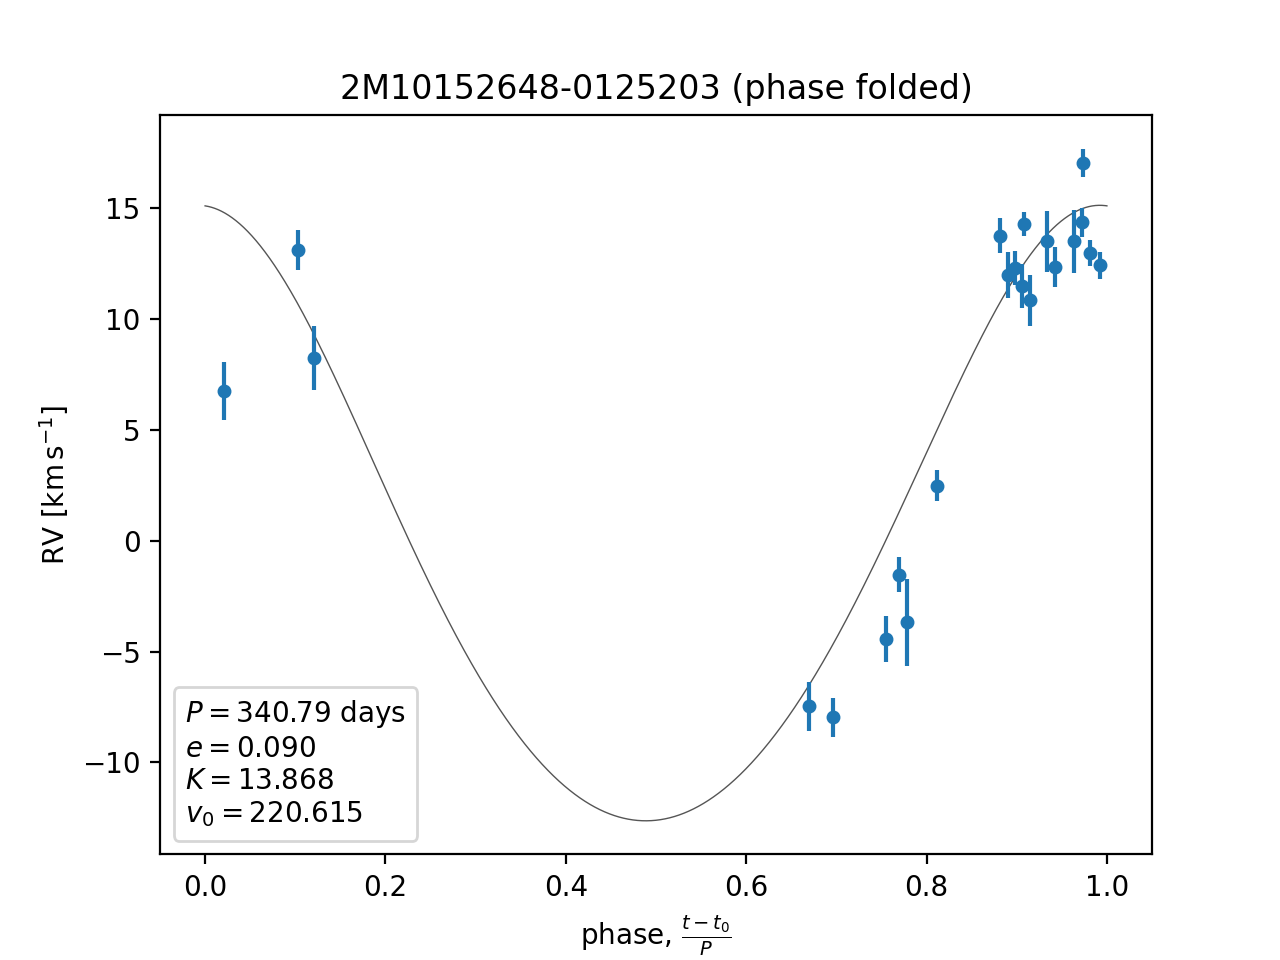 2M10152648-0125203 (phase folded)
RV [km s⁻¹]
15
10
5
0
−5
−10
P = 340.79 days
e = 0.090
K = 13.868
v₀ = 220.615
0.0 0.2 0.4 0.6 0.8 1.0
phase, (t − t₀)/P